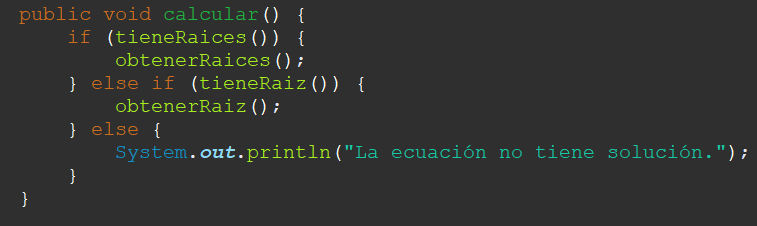 public void calcular() {
    if (tieneRaices()) {
        obtenerRaices();
    } else if (tieneRaiz()) {
        obtenerRaiz();
    } else {
        System.out.println("La ecuación no tiene solución.");
    }
}